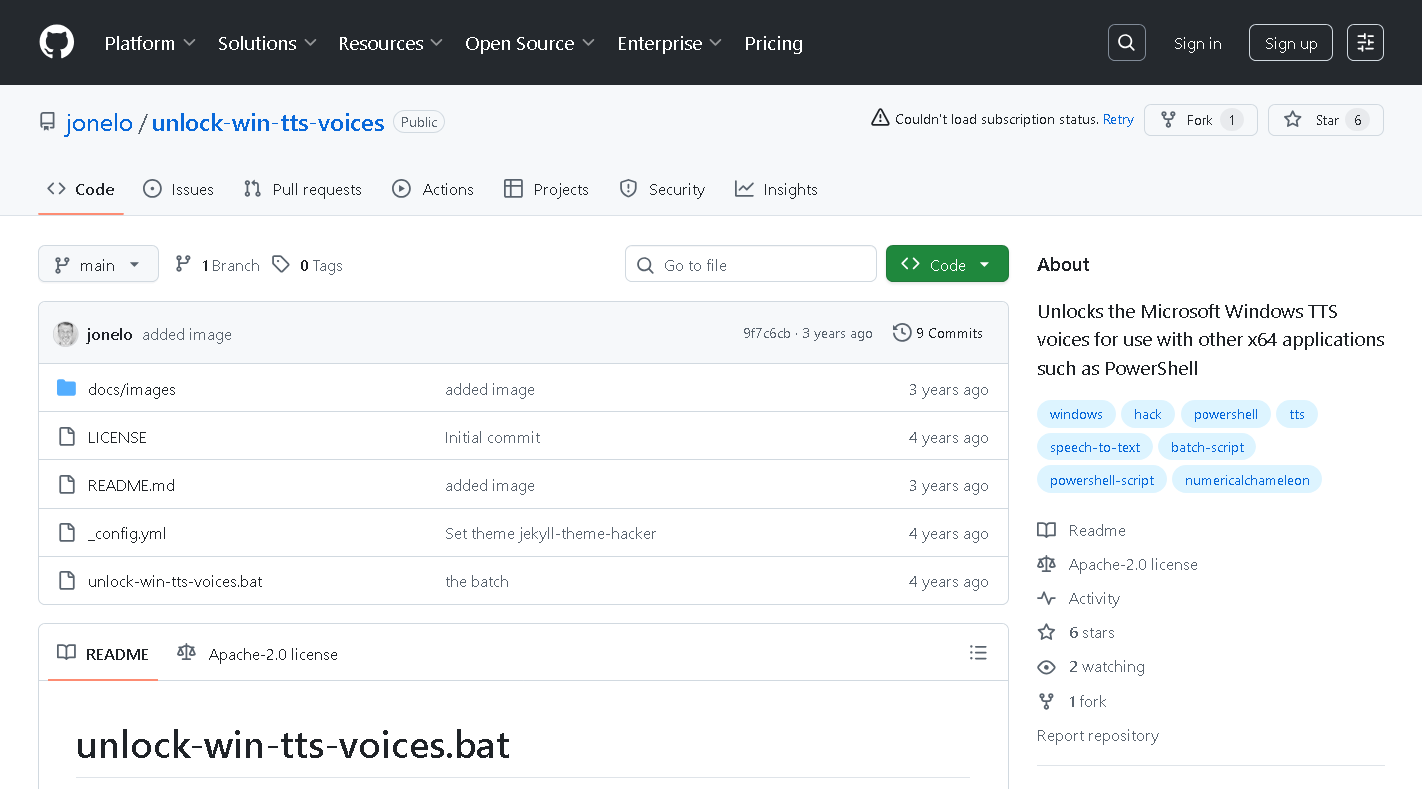 Platform Solutions Resources Open Source Enterprise Pricing Sign in Sign up
jonelo / unlock-win-tts-voices Public Couldn't load subscription status. Retry Fork 1 Star 6
Code Issues Pull requests Actions Projects Security Insights
main 1 Branch 0 Tags Go to file Code
jonelo added image 9f7c6cb · 3 years ago 9 Commits
docs/images added image 3 years ago
LICENSE Initial commit 4 years ago
README.md added image 3 years ago
_config.yml Set theme jekyll-theme-hacker 4 years ago
unlock-win-tts-voices.bat the batch 4 years ago
README Apache-2.0 license
unlock-win-tts-voices.bat
About
Unlocks the Microsoft Windows TTS
voices for use with other x64 applications
such as PowerShell
windows hack powershell tts
speech-to-text batch-script
powershell-script numericalchameleon
Readme
Apache-2.0 license
Activity
6 stars
2 watching
1 fork
Report repository